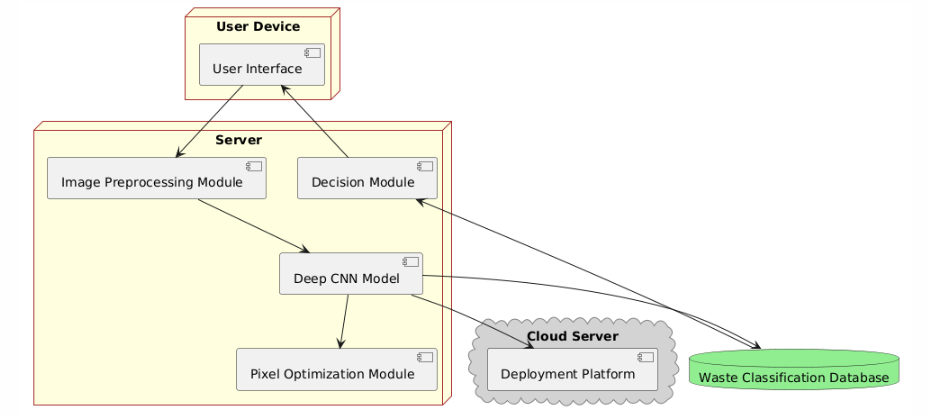 User Device
User Interface
Server
Image Preprocessing Module
Decision Module
Deep CNN Model
Cloud Server
Pixel Optimization Module
Deployment Platform
Waste Classification Database